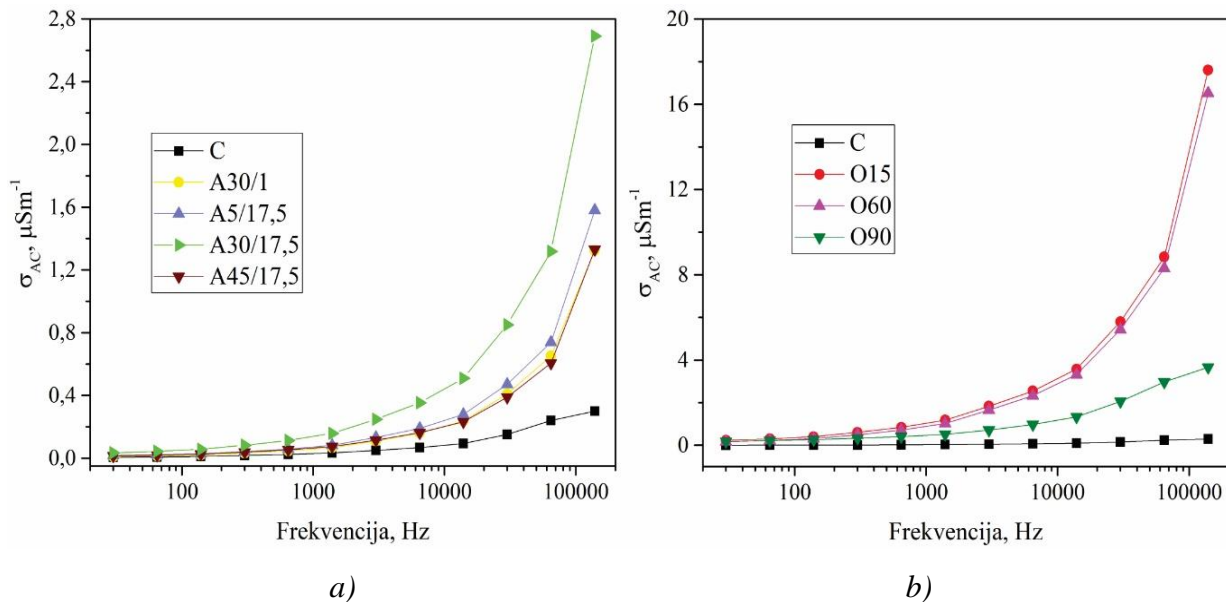 2,8
2,4
2,0
1,6
1,2
0,8
0,4
0,0
σAC, μSm⁻¹
C
A30/1
A5/17,5
A30/17,5
A45/17,5
100 1000 10000 100000
Frekvencija, Hz
a)
20
16
12
8
4
0
σAC, μSm⁻¹
C
O15
O60
O90
100 1000 10000 100000
Frekvencija, Hz
b)